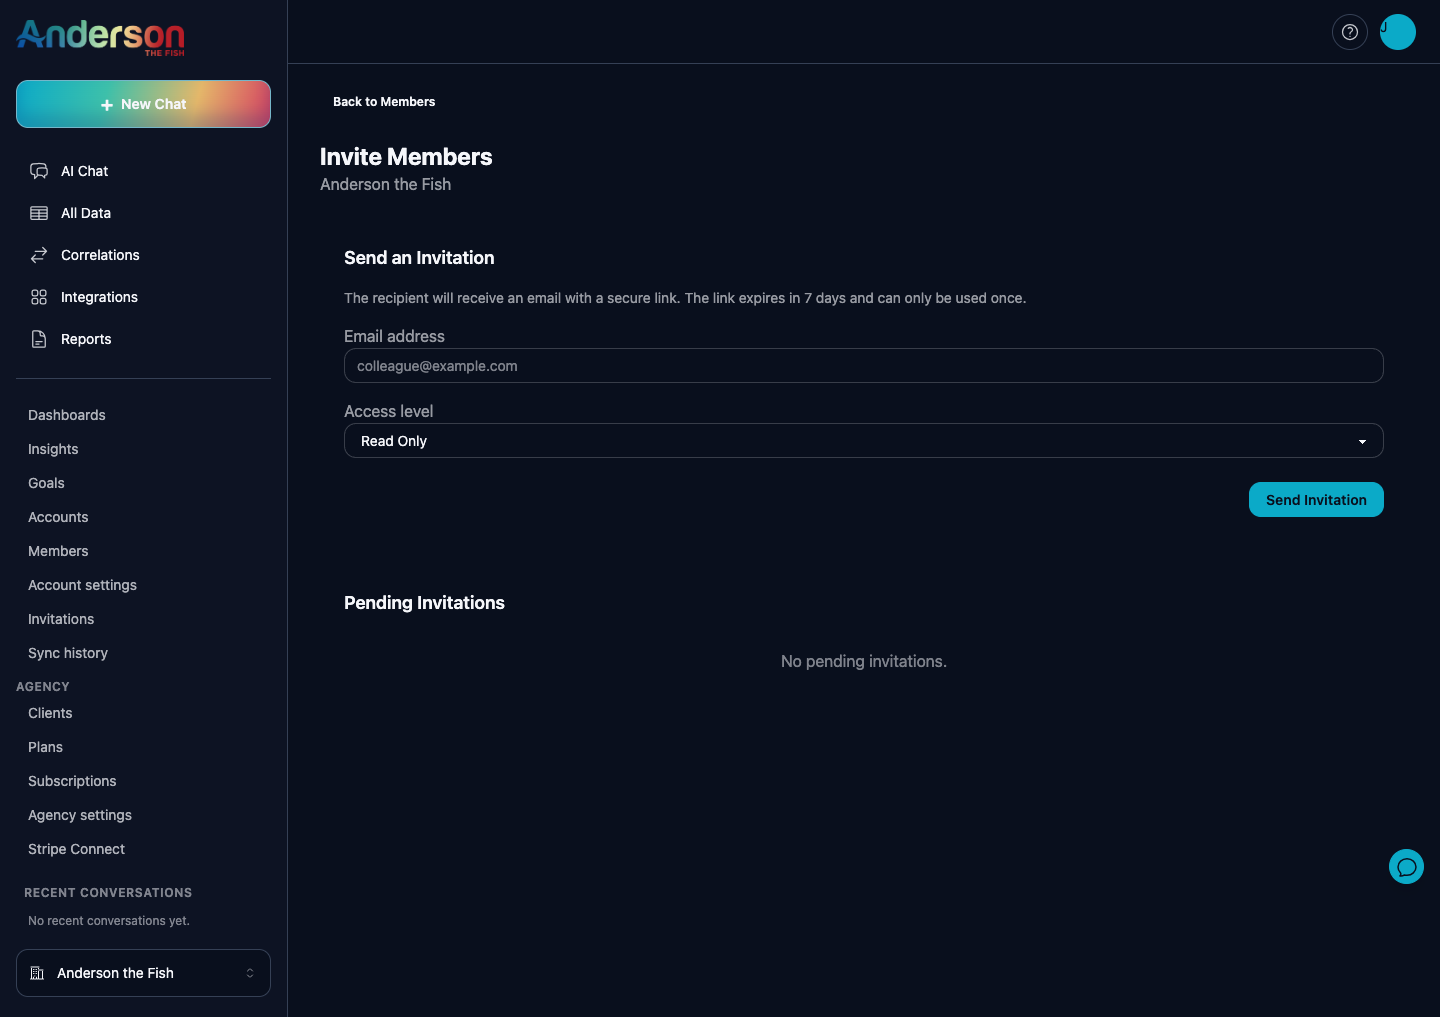 Anderson
THE FISH
New Chat
AI Chat
All Data
Correlations
Integrations
Reports
Dashboards
Insights
Goals
Accounts
Members
Account settings
Invitations
Sync history
AGENCY
Clients
Plans
Subscriptions
Agency settings
Stripe Connect
RECENT CONVERSATIONS
No recent conversations yet.
Anderson the Fish
J
Back to Members
Invite Members
Anderson the Fish
Send an Invitation
The recipient will receive an email with a secure link. The link expires in 7 days and can only be used once.
Email address
colleague@example.com
Access level
Read Only
Send Invitation
Pending Invitations
No pending invitations.